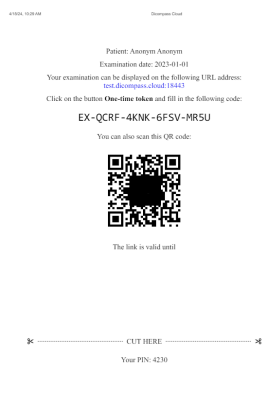 4/15/24, 10:29 AM Dicompass Cloud
Patient: Anonym Anonym
Examination date: 2023-01-01
Your examination can be displayed on the following URL address:
test.dicompass.cloud:18443
Click on the button One-time token and fill in the following code:
EX-QCRF-4KNK-6FSV-MR5U
You can also scan this QR code:
The link is valid until
CUT HERE
Your PIN: 4230